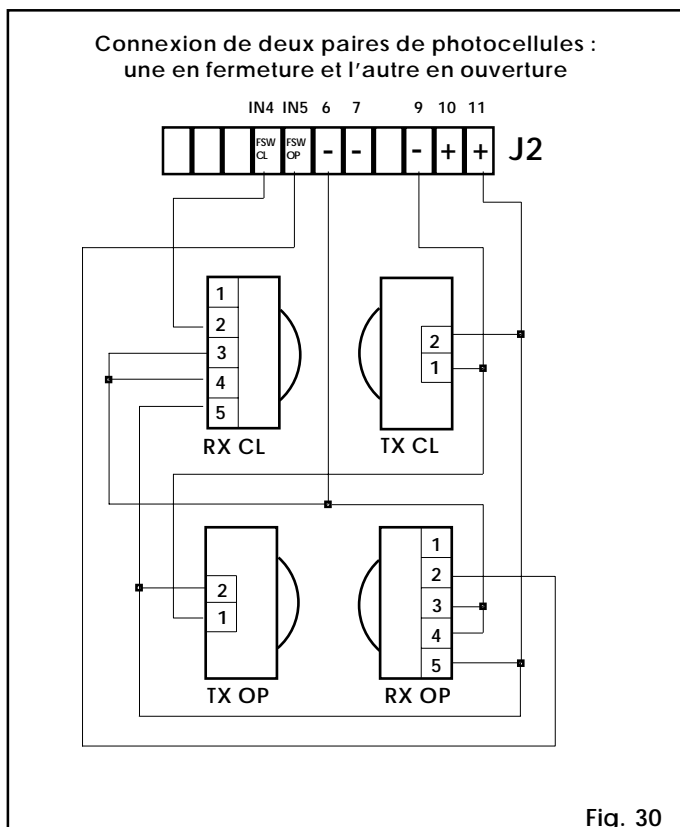 Connexion de deux paires de photocellules :
une en fermeture et l'autre en ouverture
IN4 IN5 6 7 9 10 11
FSW CL FSW OP - - - + + J2
1
2
3
4
5
RX CL
2
1
TX CL
2
1
TX OP
1
2
3
4
5
RX OP
Fig. 30